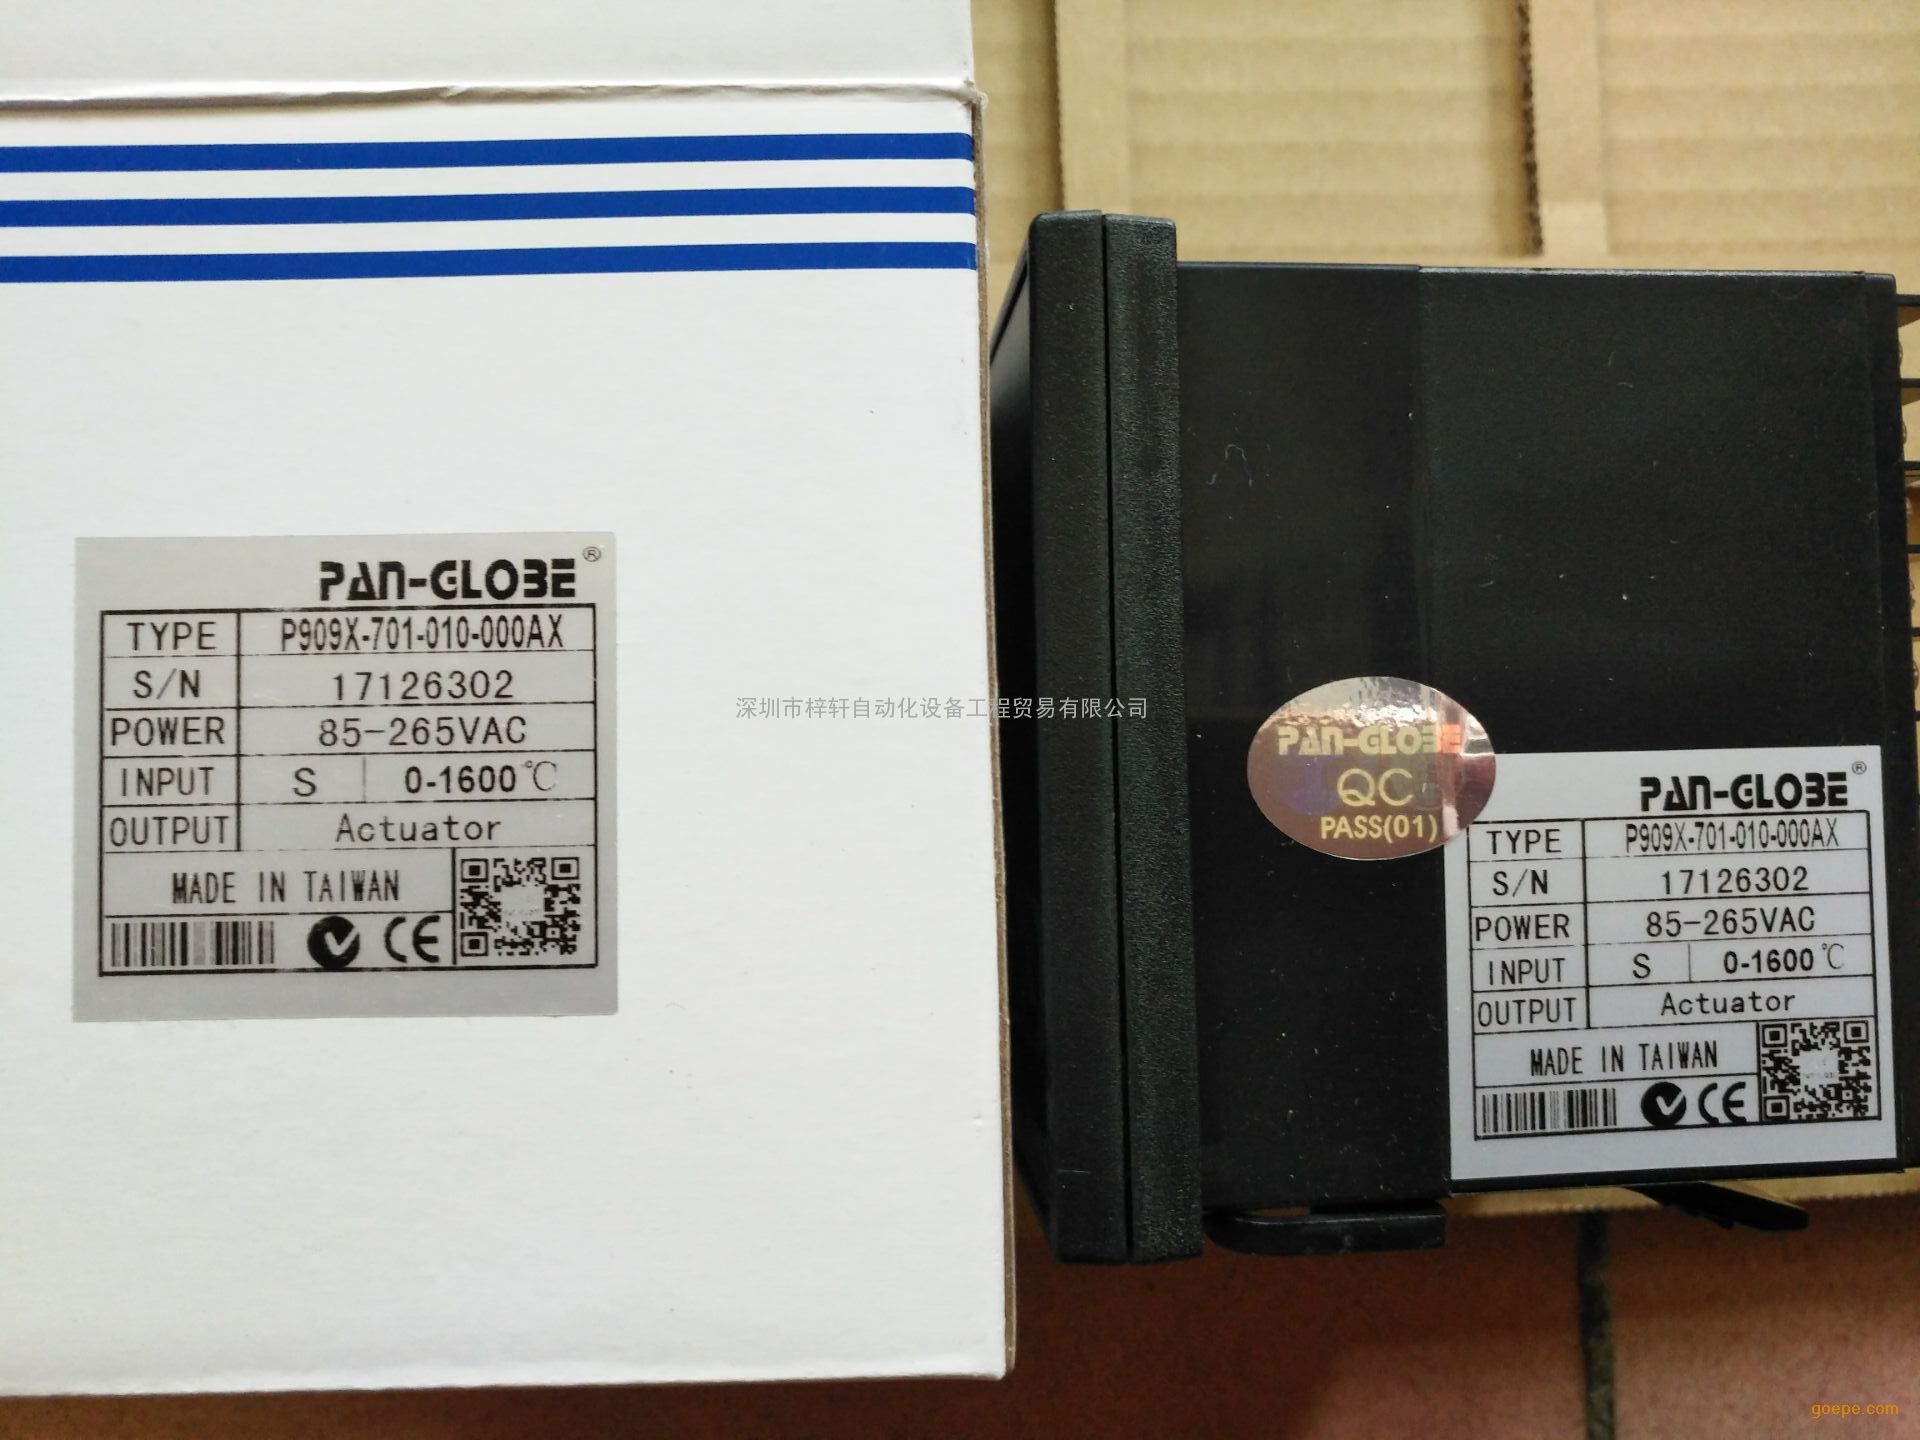 PAN-GLOBE®
TYPE P909X-701-010-000AX
S/N 17126302
POWER 85-265VAC
INPUT S 0-1600℃
OUTPUT Actuator
MADE IN TAIWAN
CE
深圳市梓轩自动化设备工程贸易有限公司
PAN-GLOBE
QC
PASS(01)
PAN-GLOBE®
TYPE P909X-701-010-000AX
S/N 17126302
POWER 85-265VAC
INPUT S 0-1600℃
OUTPUT Actuator
MADE IN TAIWAN
CE
goepe.com